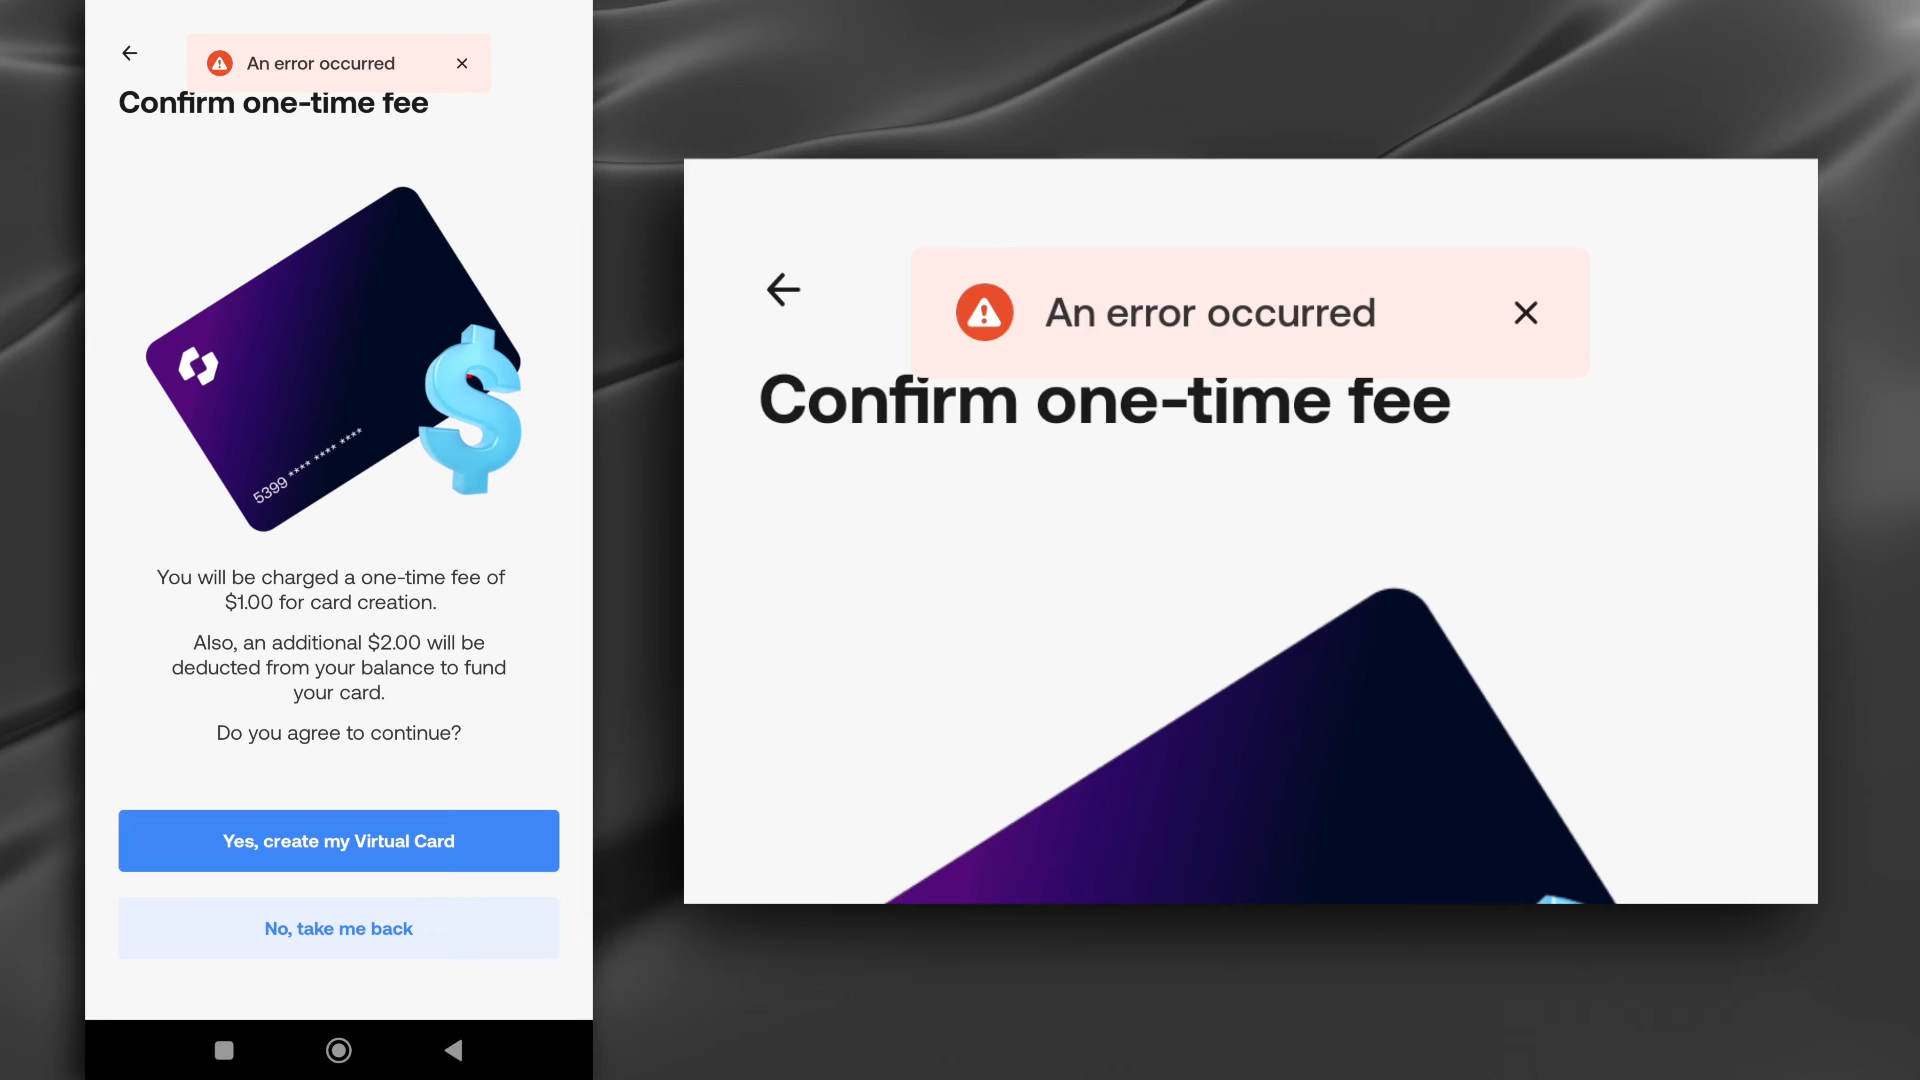 An error occurred
Confirm one-time fee
5399 **** **** ****
You will be charged a one-time fee of
$1.00 for card creation.
Also, an additional $2.00 will be
deducted from your balance to fund
your card.
Do you agree to continue?
Yes, create my Virtual Card
No, take me back
An error occurred
Confirm one-time fee